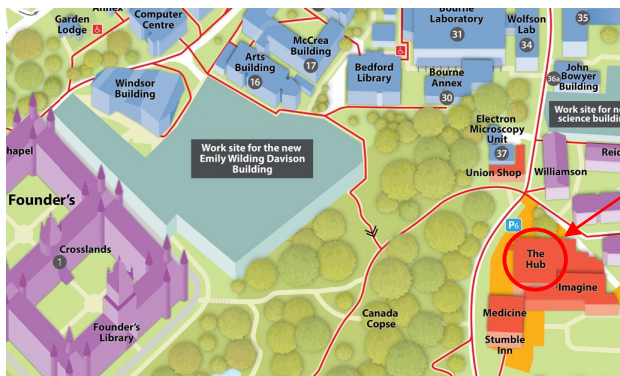 Garden
Lodge
Computer
Centre
Arts
Building
16
McCrea
Building
17
Bedford
Library
Laboratory
31
Wolfson
Lab
34
35
Bourne
Annex
30
36a
John
Bowyer
Building
Windsor
Building
Work site for the new
Emily Wilding Davison
Building
Electron
Microscopy
Unit
37
Union Shop
Williamson
Founder's
Crosslands
1
Founder's
Library
Canada
Copse
P6
The
Hub
Imagine
Medicine
Stumble
Inn